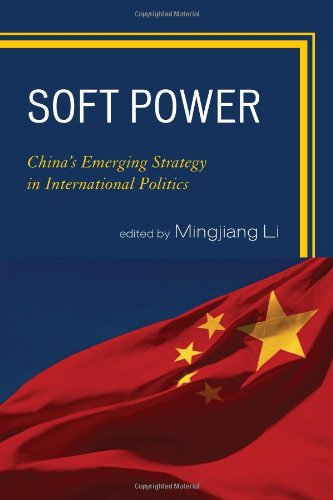 SOFT POWER
China's Emerging Strategy
in International Politics
edited by Mingjiang Li